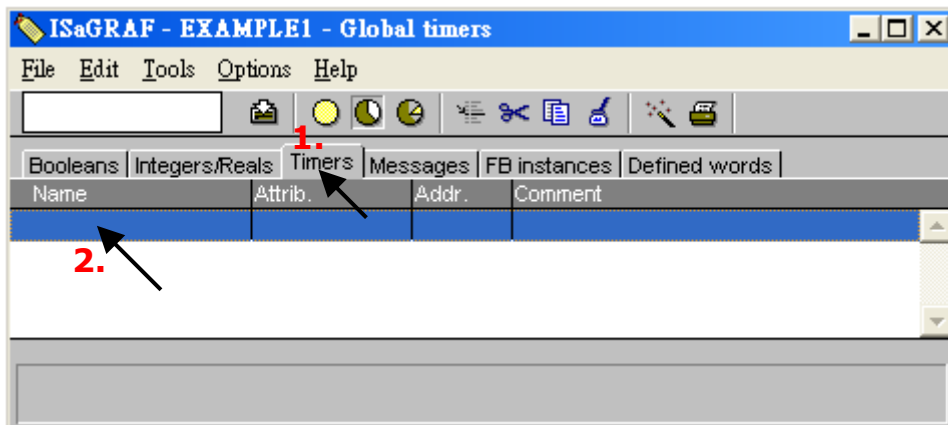 ISaGRAF - EXAMPLE1 - Global timers
File Edit Tools Options Help
1.
Booleans Integers/Reals Timers Messages FB instances Defined words
Name Attrib. Addr. Comment
2.